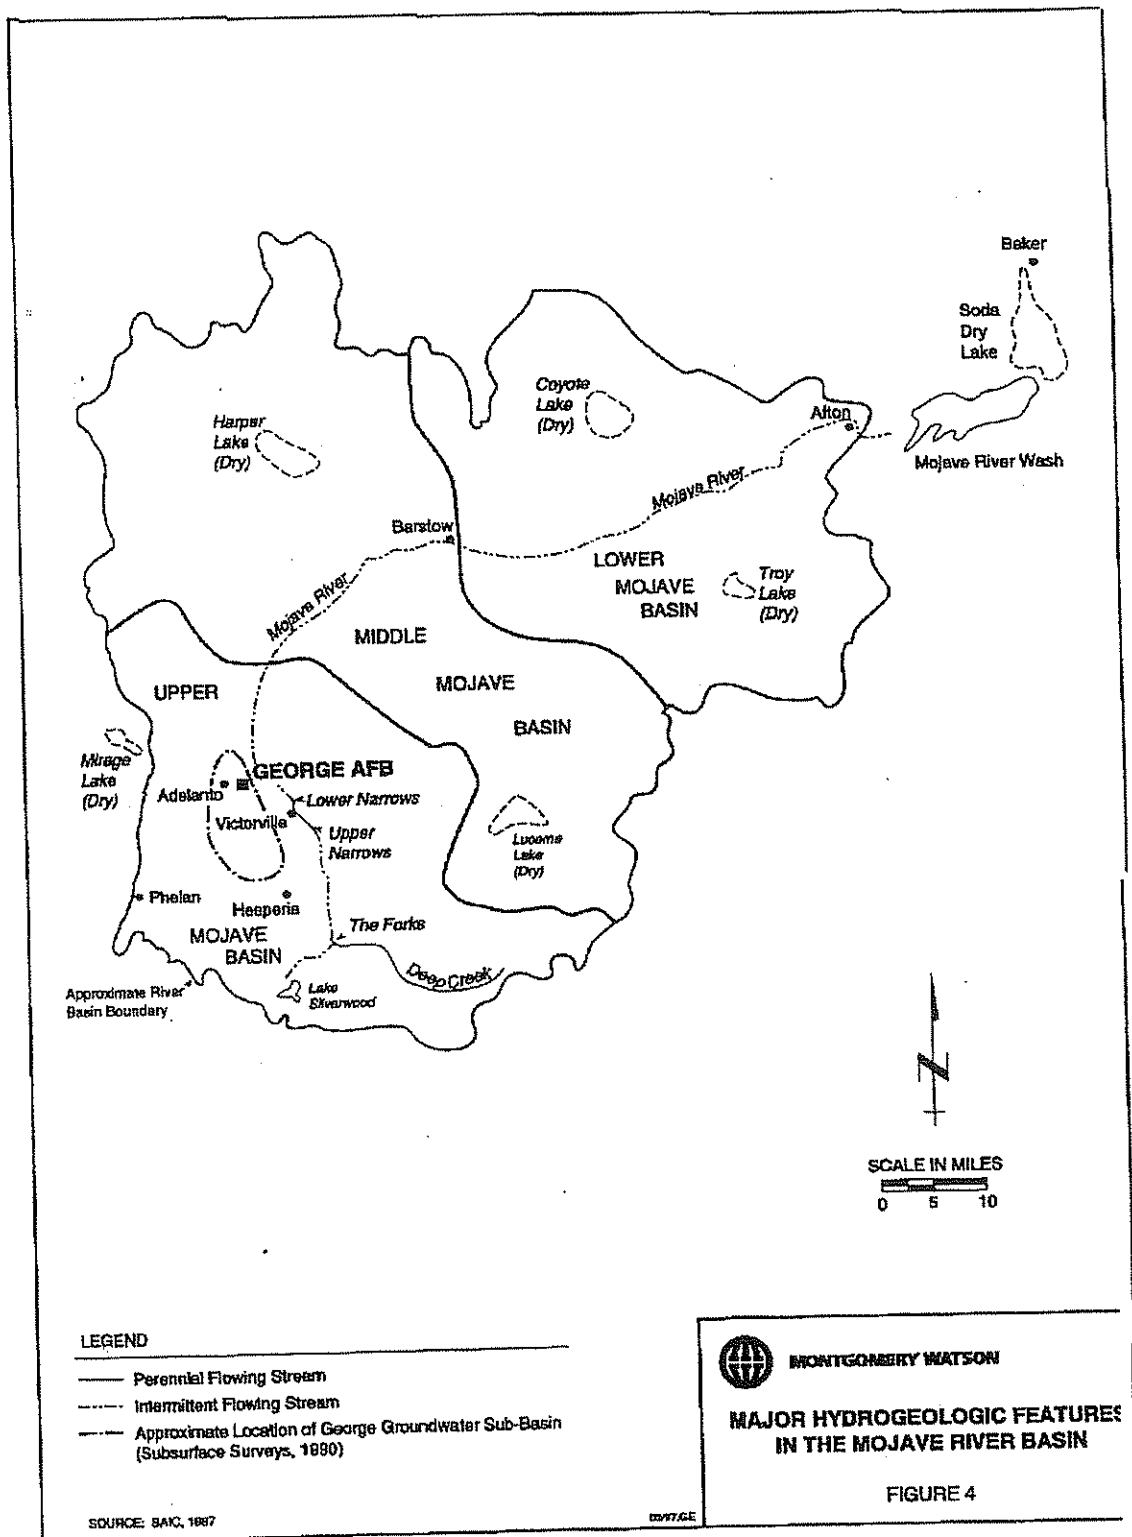 Baker
Soda
Dry
Lake
Coyote
Lake
(Dry)
Afton
Harper
Lake
(Dry)
Mojave River Wash
Mojave River
Barstow
LOWER
MOJAVE
BASIN
Troy
Lake
(Dry)
Mojave River
MIDDLE
MOJAVE
BASIN
UPPER
Mirage
Lake
(Dry)
GEORGE AFB
Adelanto
Lower Narrows
Victorville
Upper
Narrows
Lucerne
Lake
(Dry)
Phelan
Hesperia
The Forks
MOJAVE
BASIN
Deep Creek
Approximate River
Basin Boundary
Lake
Silverwood
N
SCALE IN MILES
0 5 10
LEGEND
Perennial Flowing Stream
Intermittent Flowing Stream
Approximate Location of George Groundwater Sub-Basin
(Subsurface Surveys, 1990)
MONTGOMERY WATSON
MAJOR HYDROGEOLOGIC FEATURES
IN THE MOJAVE RIVER BASIN
FIGURE 4
SOURCE: SAIC, 1987